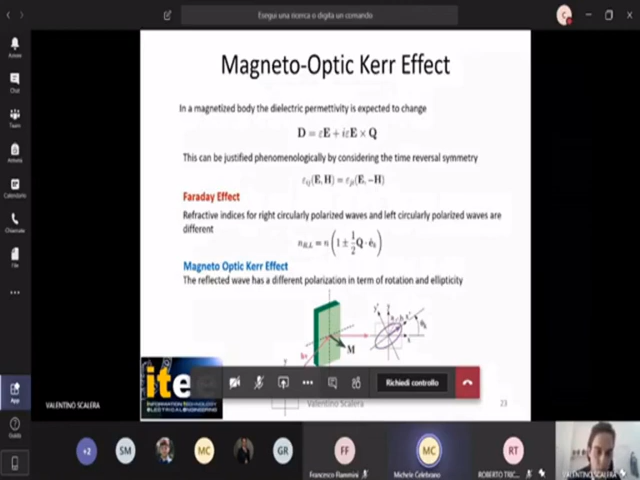 Esegui una ricerca o digita un comando
C
Attività
Chat
Team
Calendario
Chiamate
File
App
Guida
Magneto-Optic Kerr Effect
In a magnetized body the dielectric permettivity is expected to change
D = εE + iεE × Q
This can be justified phenomenologically by considering the time reversal symmetry
εij(E, H) = εji(E, −H)
Faraday Effect
Refractive indices for right circularly polarized waves and left circularly polarized waves are
different
nR,L = n(1 ± 1/2 Q · êk)
Magneto Optic Kerr Effect
The reflected wave has a different polarization in term of rotation and ellipticity
M
Richiedi controllo
itee
INFORMATION TECHNOLOGY
ELECTRICAL ENGINEERING
Valentino Scalera
23
VALENTINO SCALERA
+2
SM
MC
GR
FF
MC
RT
Francesco Fiammini
Michele Celebrano
ROBERTO TRIC...
VALENTINO SCALERA